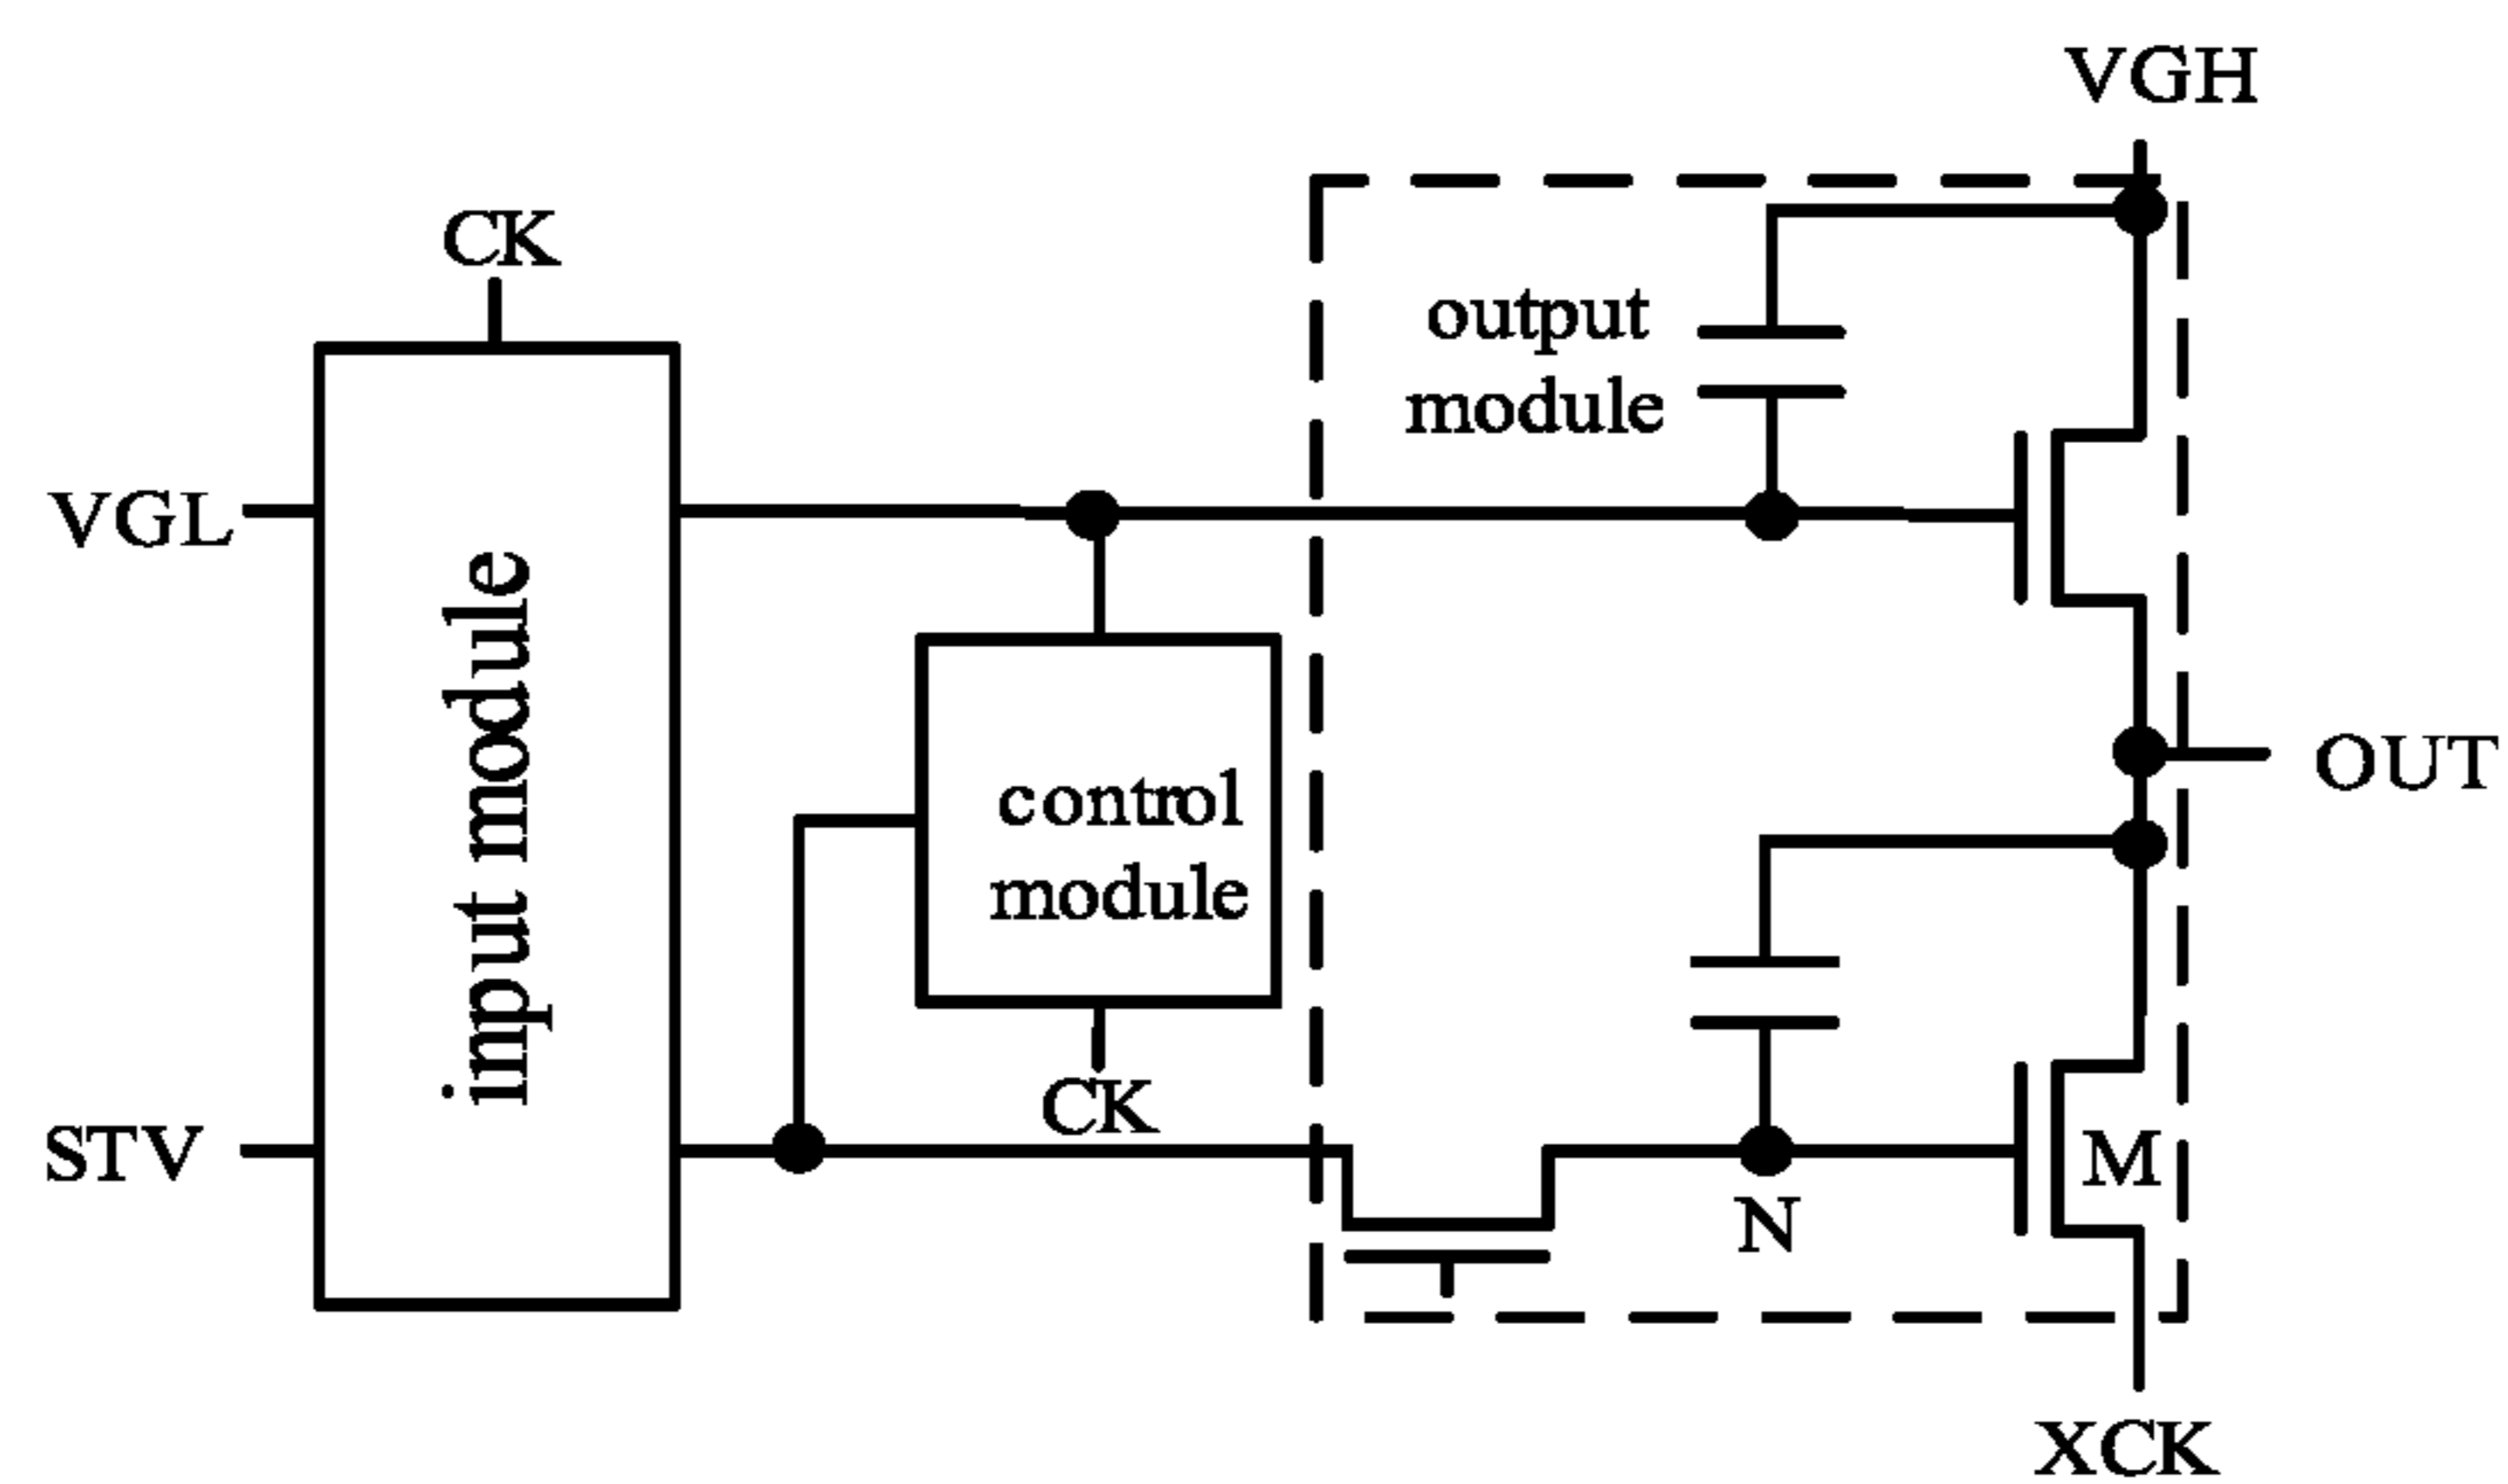 VGH
CK
output
module
VGL
input module
OUT
control
module
CK
STV
M
N
XCK